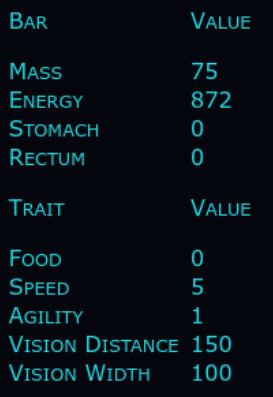 Bar Value
Mass 75
Energy 872
Stomach 0
Rectum 0
Trait Value
Food 0
Speed 5
Agility 1
Vision Distance 150
Vision Width 100